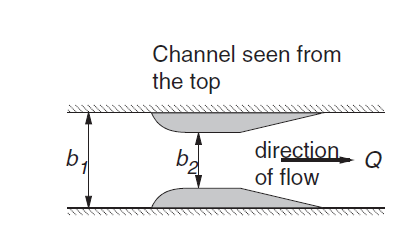 Channel seen from
the top
b1
b2
direction
of flow
Q